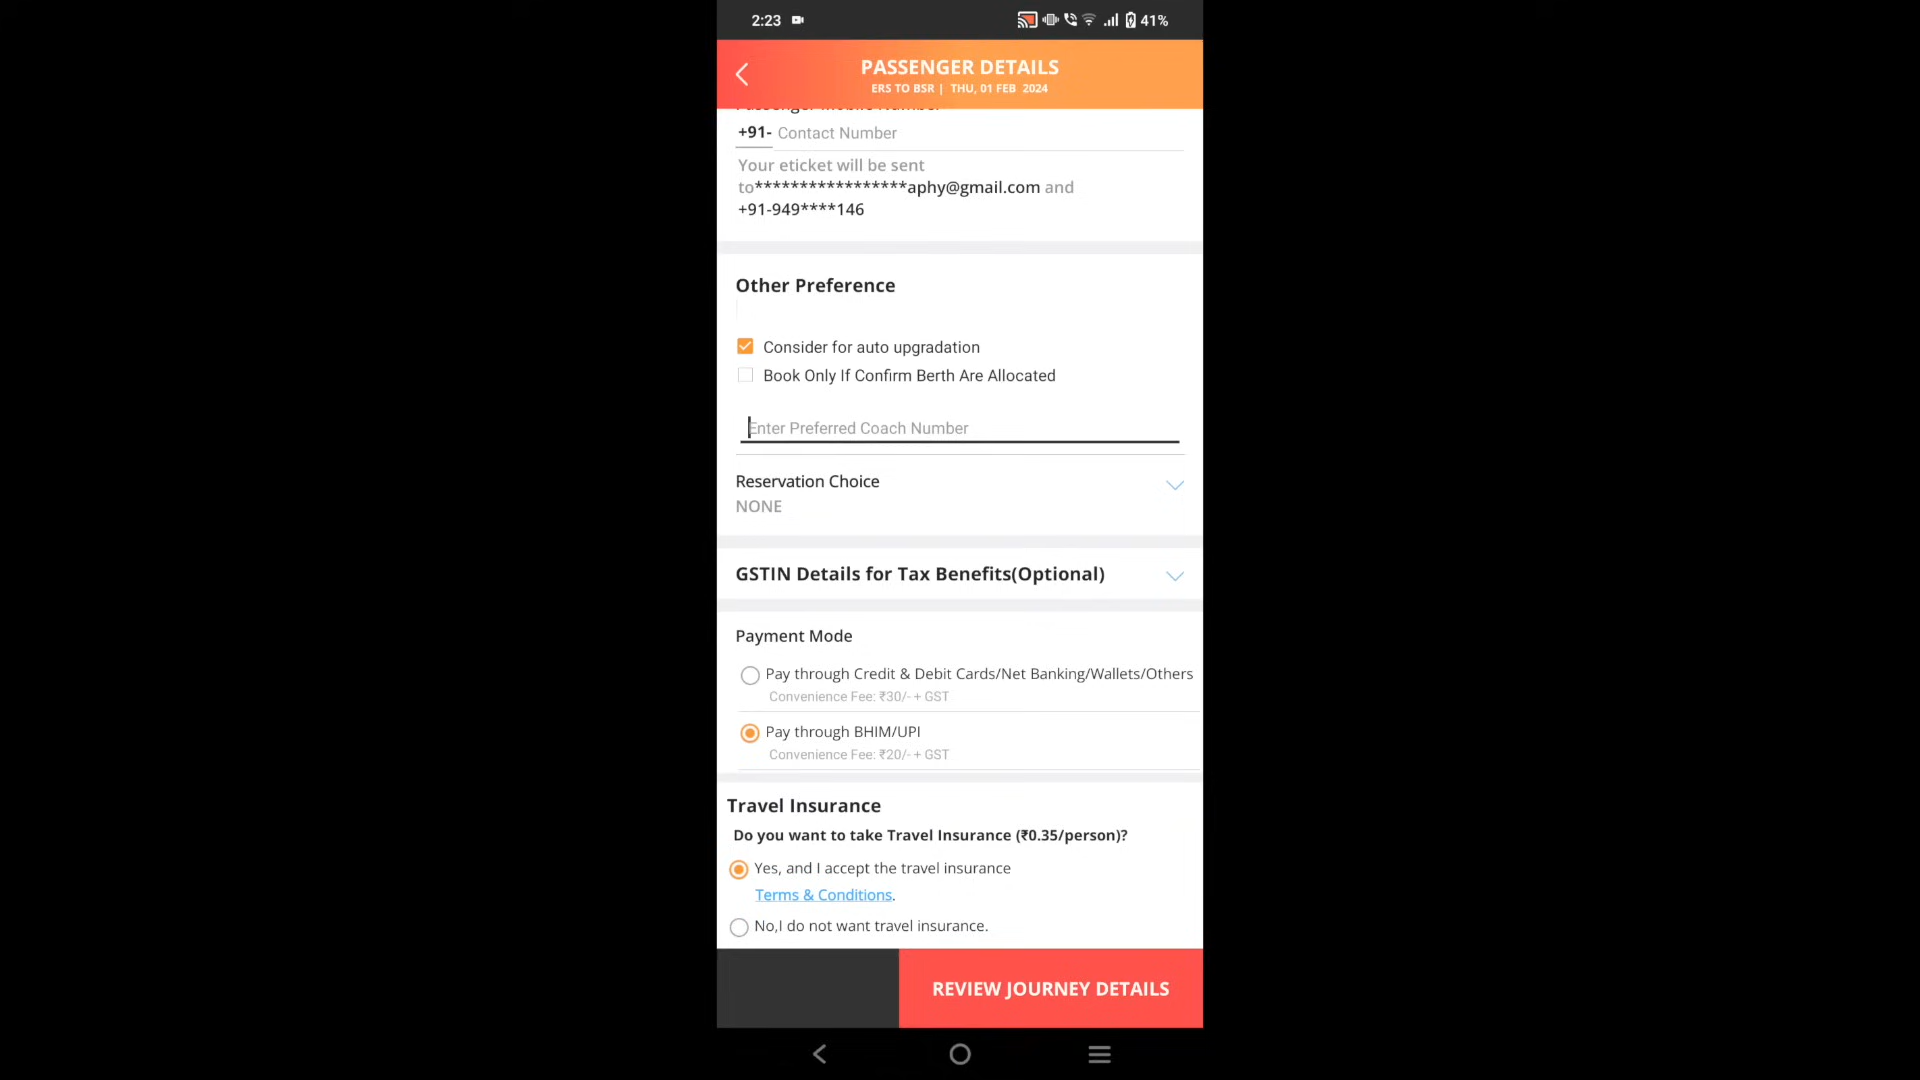 2:23
41%
PASSENGER DETAILS
ERS TO BSR | THU, 01 FEB 2024
Passenger Mobile Number
+91- Contact Number
Your eticket will be sent
to*****************aphy@gmail.com and
+91-949****146
Other Preference
Consider for auto upgradation
Book Only If Confirm Berth Are Allocated
Enter Preferred Coach Number
Reservation Choice
NONE
GSTIN Details for Tax Benefits(Optional)
Payment Mode
Pay through Credit & Debit Cards/Net Banking/Wallets/Others
Convenience Fee: ₹30/- + GST
Pay through BHIM/UPI
Convenience Fee: ₹20/- + GST
Travel Insurance
Do you want to take Travel Insurance (₹0.35/person)?
Yes, and I accept the travel insurance
Terms & Conditions.
No,I do not want travel insurance.
REVIEW JOURNEY DETAILS